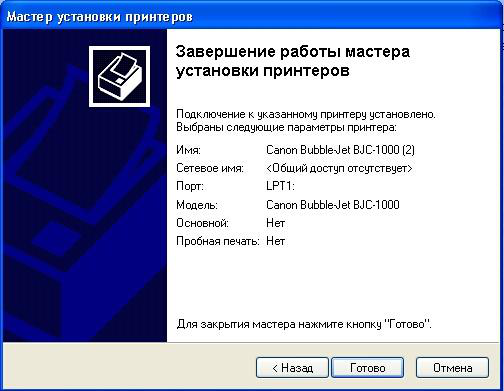 Мастер установки принтеров
Завершение работы мастера
установки принтеров
Подключение к указанному принтеру установлено.
Выбраны следующие параметры принтера:
Имя: Canon Bubble-Jet BJC-1000 (2)
Сетевое имя: <Общий доступ отсутствует>
Порт: LPT1:
Модель: Canon Bubble-Jet BJC-1000
Основной: Нет
Пробная печать: Нет
Для закрытия мастера нажмите кнопку "Готово".
< Назад Готово Отмена